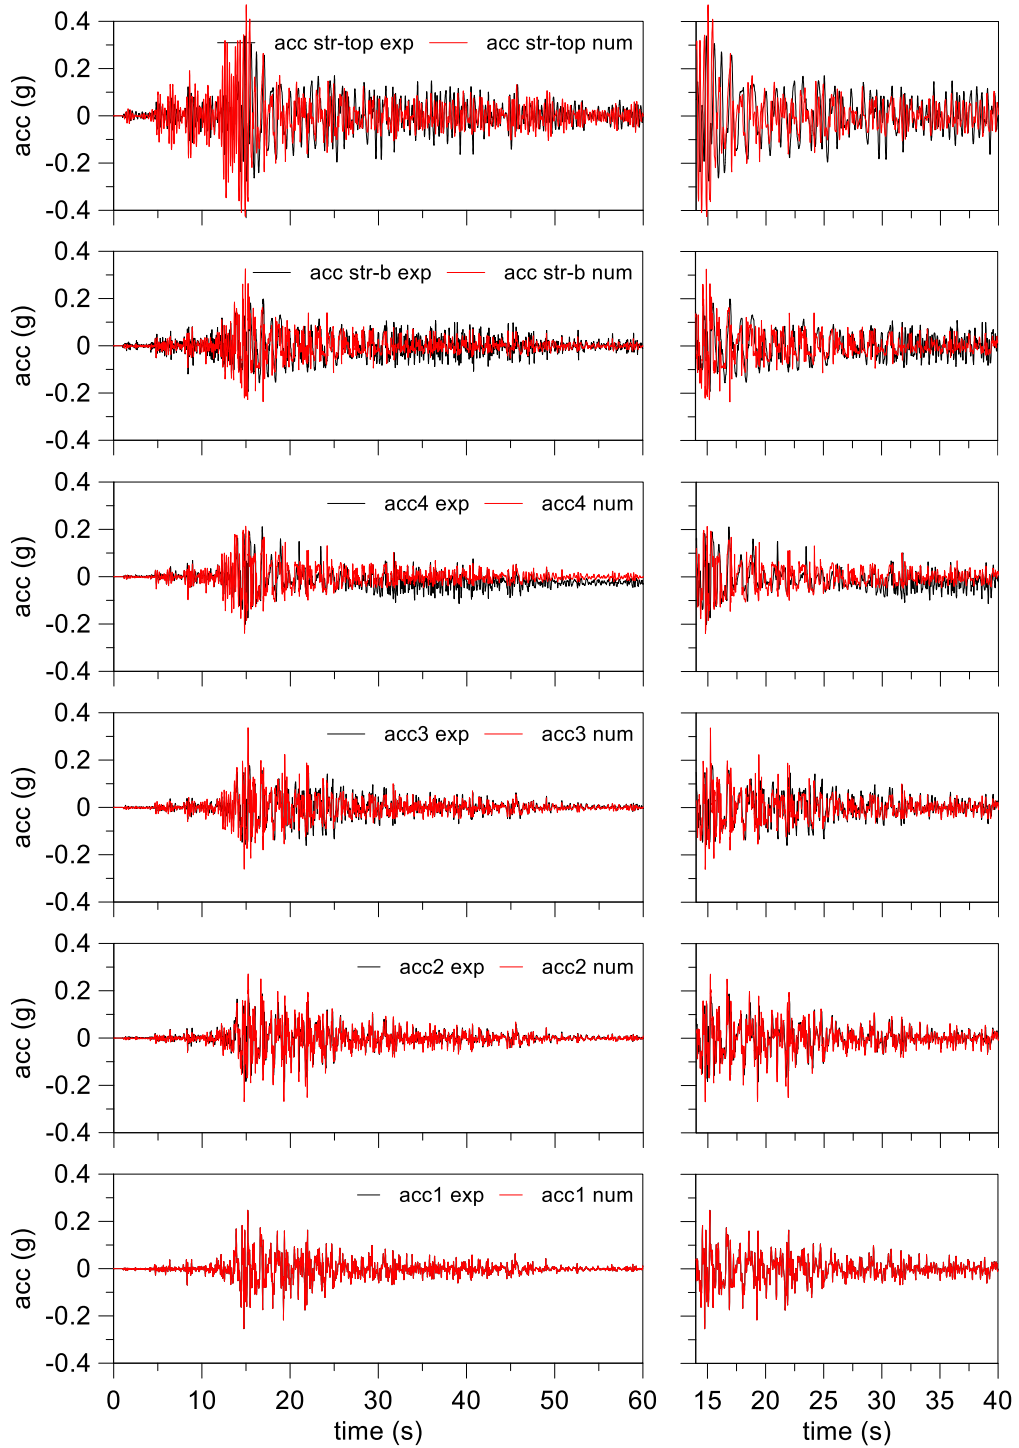 0.4
0.2
0
-0.2
-0.4
acc (g)
acc str-top exp
acc str-top num
0.4
0.2
0
-0.2
-0.4
acc (g)
acc str-b exp
acc str-b num
0.4
0.2
0
-0.2
-0.4
acc (g)
acc4 exp
acc4 num
0.4
0.2
0
-0.2
-0.4
acc (g)
acc3 exp
acc3 num
0.4
0.2
0
-0.2
-0.4
acc (g)
acc2 exp
acc2 num
0.4
0.2
0
-0.2
-0.4
acc (g)
acc1 exp
acc1 num
0 10 20 30 40 50 60
time (s)
15 20 25 30 35 40
time (s)